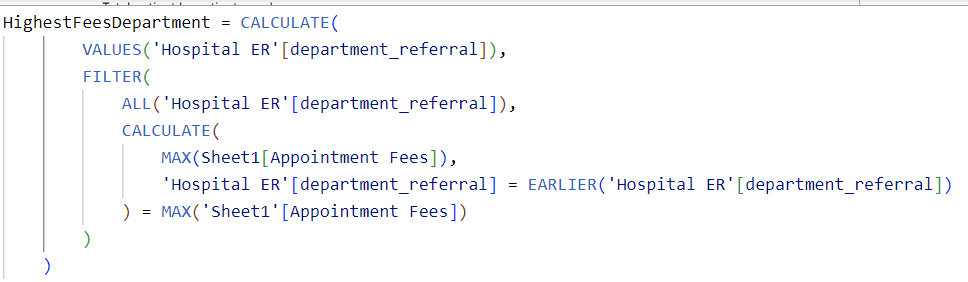 HighestFeesDepartment = CALCULATE(
VALUES('Hospital ER'[department_referral]),
FILTER(
ALL('Hospital ER'[department_referral]),
CALCULATE(
MAX(Sheet1[Appointment Fees]),
'Hospital ER'[department_referral] = EARLIER('Hospital ER'[department_referral])
) = MAX('Sheet1'[Appointment Fees])
)
)